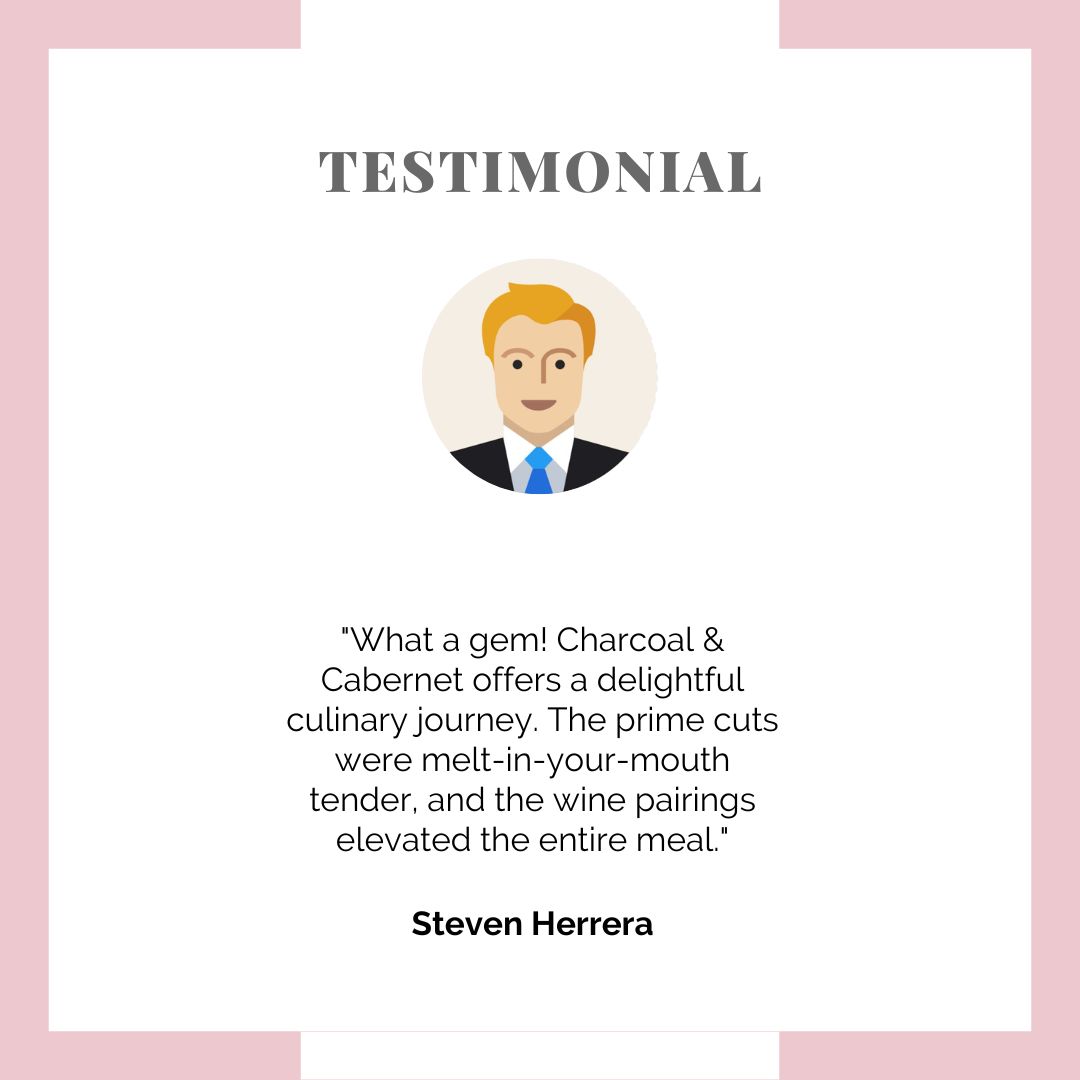 TESTIMONIAL
"What a gem! Charcoal &
Cabernet offers a delightful
culinary journey. The prime cuts
were melt-in-your-mouth
tender, and the wine pairings
elevated the entire meal."
Steven Herrera